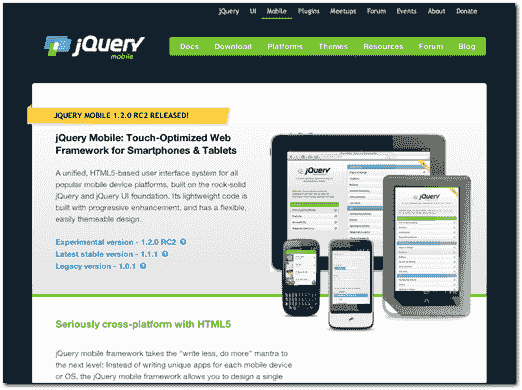 jQuery UI Mobile Plugins Meetups Forum Events About Donate
jQuery
mobile
Docs Download Platforms Themes Resources Forum Blog
JQUERY MOBILE 1.2.0 RC2 RELEASED!
jQuery Mobile: Touch-Optimized Web
Framework for Smartphones & Tablets
A unified, HTML5-based user interface system for all
popular mobile device platforms, built on the rock-solid
jQuery and jQuery UI foundation. Its lightweight code is
built with progressive enhancement, and has a flexible,
easily themeable design.
Experimental version - 1.2.0 RC2
Latest stable version - 1.1.1
Legacy version - 1.0.1
jQuery
jQuery
Seriously cross-platform with HTML5
jQuery mobile framework takes the "write less, do more" mantra to
the next level: Instead of writing unique apps for each mobile device
or OS, the jQuery mobile framework allows you to design a single